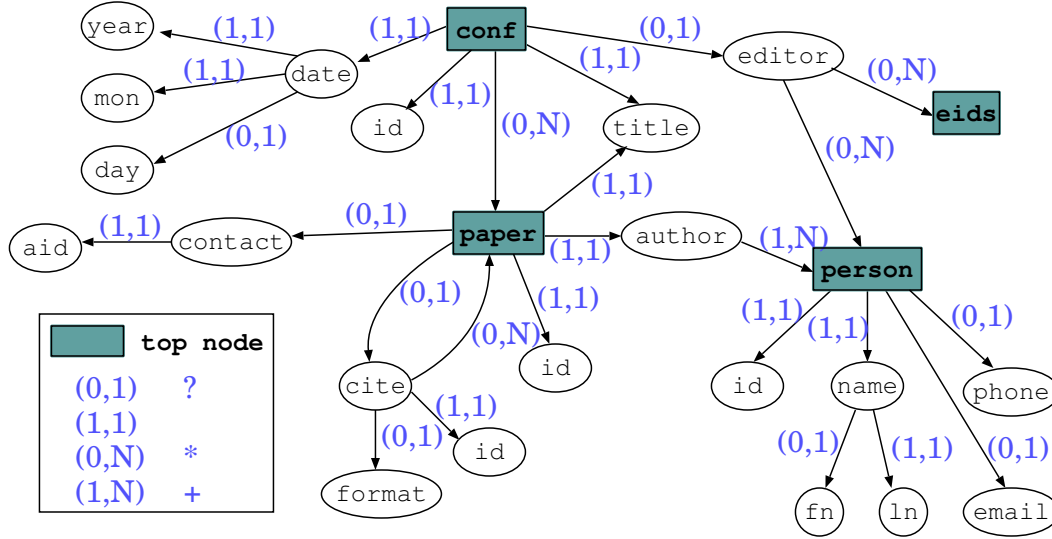 year
(1,1)
(1,1)
conf
(0,1)
(1,1)
date
(1,1)
editor
mon
(0,1)
(1,1)
id
(0,N)
title
(0,N)
eids
day
(1,1)
(0,N)
aid
(1,1)
contact
(0,1)
paper
(1,1)
author
(1,N)
person
top node
(0,1) ?
(1,1)
(0,N) *
(1,N) +
(0,1)
(0,N)
(1,1)
cite
id
(0,1)
(1,1)
id
format
(1,1)
(1,1)
(0,1)
id
name
phone
(0,1)
(1,1)
(0,1)
fn
ln
email